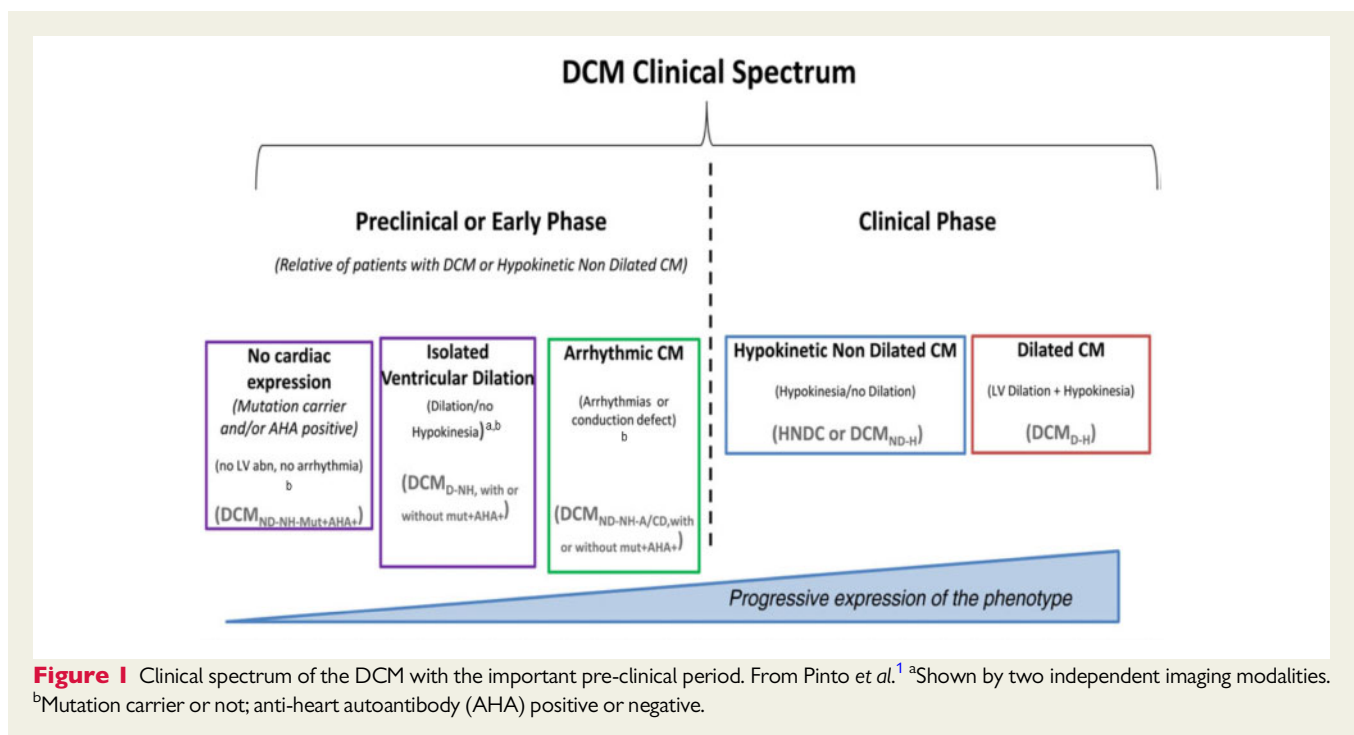 DCM Clinical Spectrum
Preclinical or Early Phase
(Relative of patients with DCM or Hypokinetic Non Dilated CM)
Clinical Phase
No cardiac
expression
(Mutation carrier
and/or AHA positive)
(no LV abn, no arrhythmia)
b
(DCM_ND-NH-Mut+AHA+)
Isolated
Ventricular Dilation
(Dilation/no
Hypokinesia)a,b
(DCM_D-NH, with or
without mut+AHA+)
Arrhythmic CM
(Arrhythmias or
conduction defect)
b
(DCM_ND-NH-A/CD,with
or without mut+AHA+)
Hypokinetic Non Dilated CM
(Hypokinesia/no Dilation)
(HNDC or DCM_ND-H)
Dilated CM
(LV Dilation + Hypokinesia)
(DCM_D-H)
Progressive expression of the phenotype
Figure 1 Clinical spectrum of the DCM with the important pre-clinical period. From Pinto et al.1 aShown by two independent imaging modalities.
bMutation carrier or not; anti-heart autoantibody (AHA) positive or negative.